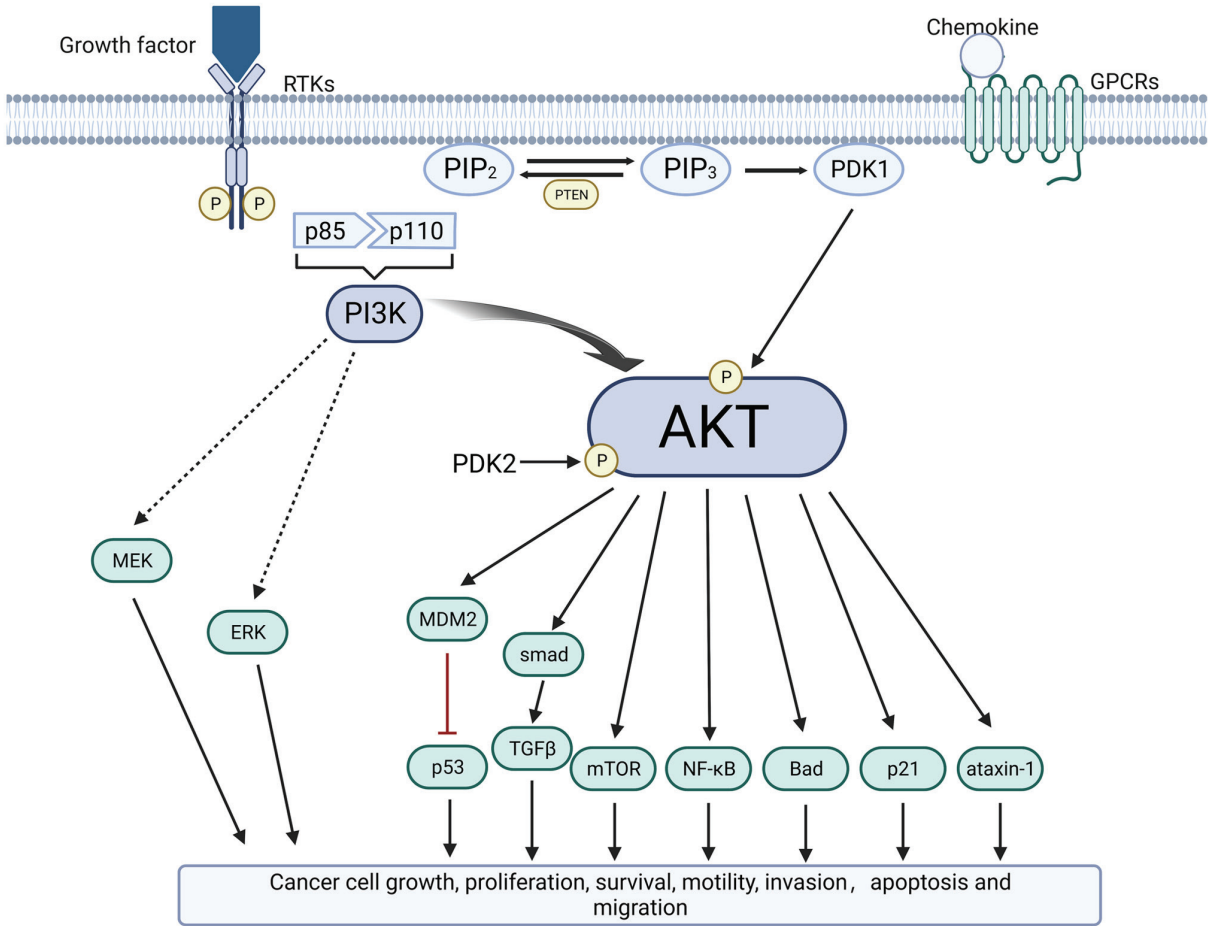 Chemokine
Growth factor
RTKs
GPCRs
PIP₂
PIP₃
PDK1
PTEN
P
P
p85
p110
PI3K
P
AKT
PDK2
P
MEK
MDM2
ERK
smad
TGFβ
p53
mTOR
NF-κB
Bad
p21
ataxin-1
Cancer cell growth, proliferation, survival, motility, invasion，apoptosis and
migration